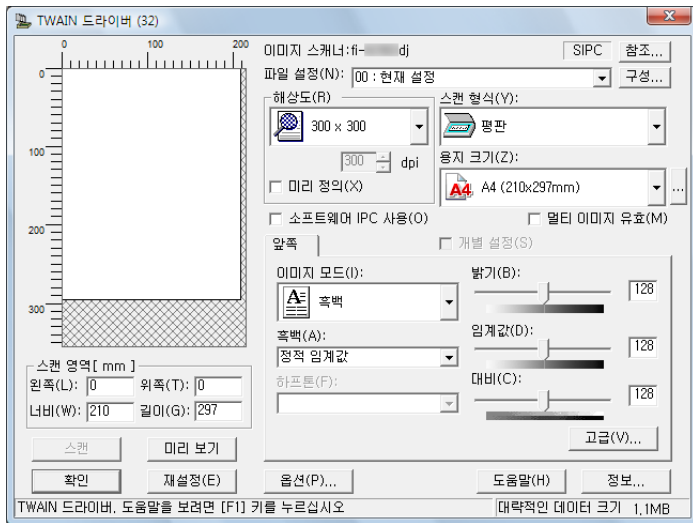 TWAIN 드라이버 (32)
0 100 200
0
100
200
300
이미지 스캐너:fi- dj
SIPC
참조...
파일 설정(N): 00 : 현재 설정
구성...
해상도(R)
300 x 300
300 dpi
미리 정의(X)
스캔 형식(Y):
평판
용지 크기(Z):
A4 A4 (210x297mm)
...
소프트웨어 IPC 사용(O)
멀티 이미지 유효(M)
앞쪽
개별 설정(S)
이미지 모드(I):
흑백
흑백(A):
정적 임계값
하프톤(F):
밝기(B):
128
임계값(D):
128
대비(C):
128
고급(V)...
스캔 영역[ mm ]
왼쪽(L): 0 위쪽(T): 0
너비(W): 210 길이(G): 297
스캔 미리 보기
확인 재설정(E) 옵션(P)... 도움말(H) 정보...
TWAIN 드라이버, 도움말을 보려면 [F1] 키를 누르십시오 대략적인 데이터 크기 1,1MB